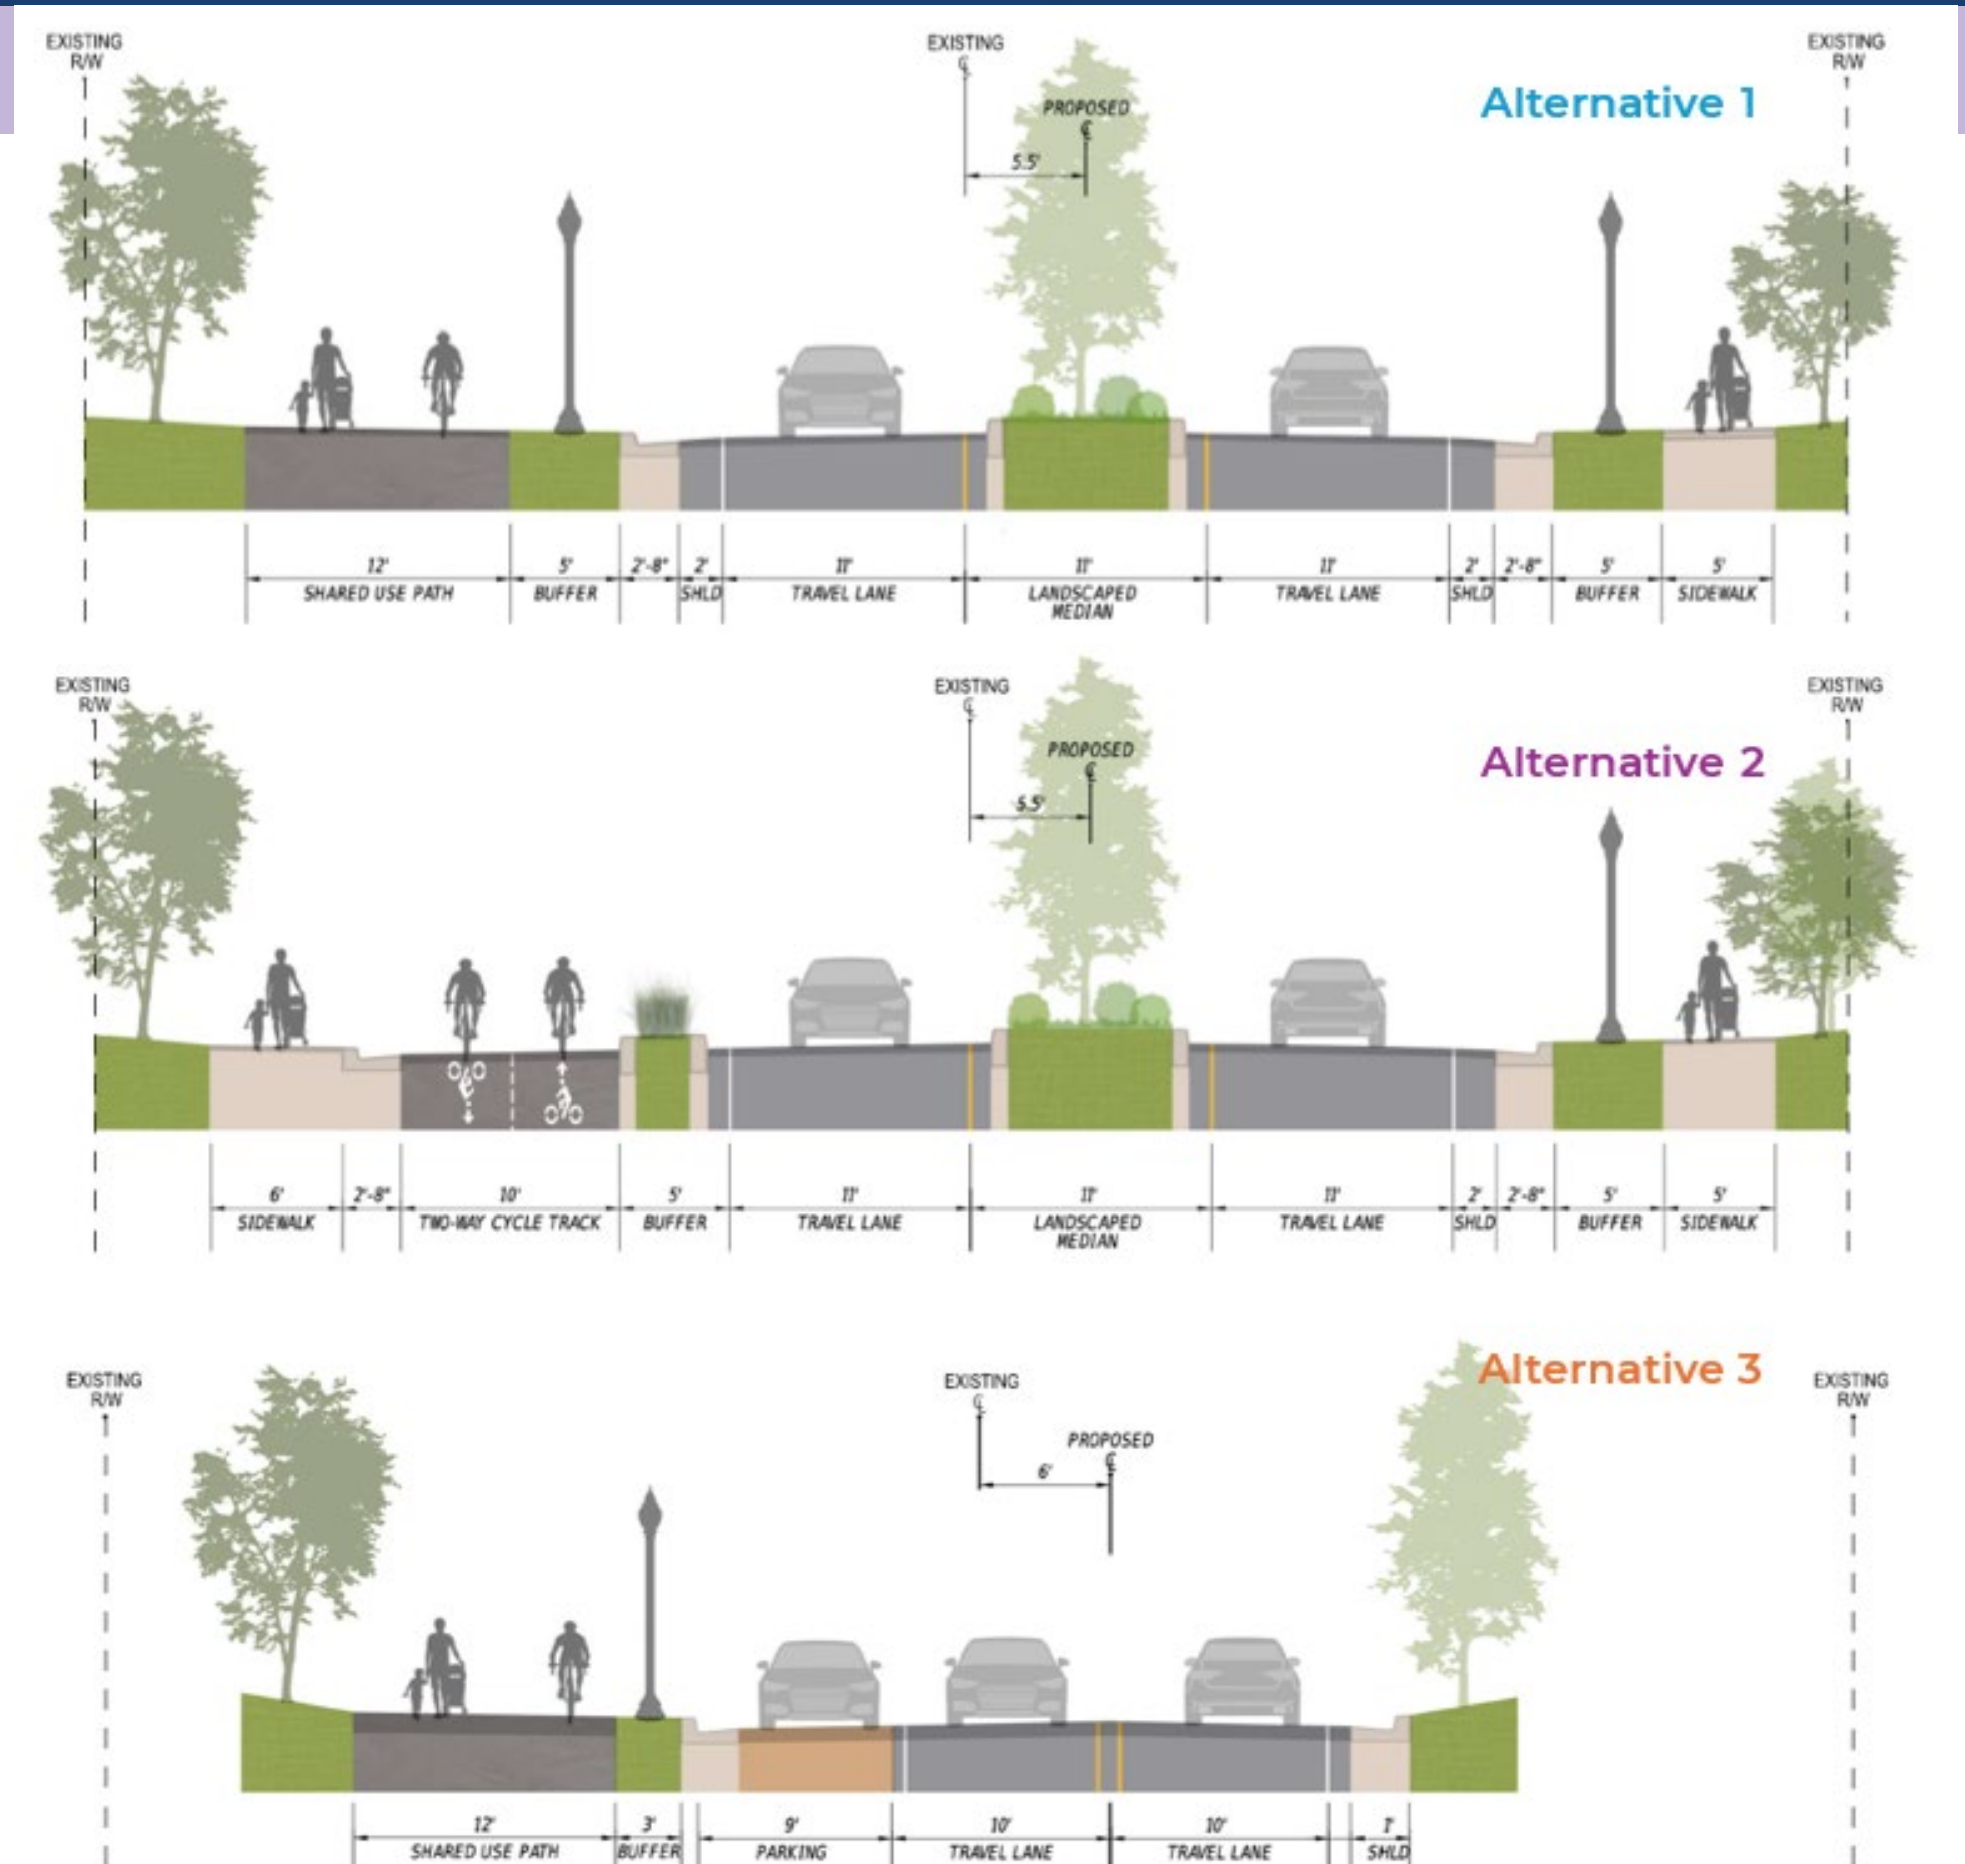 EXISTING
R/W
EXISTING
℄
EXISTING
R/W
Alternative 1
PROPOSED
℄
5.5'
12'
SHARED USE PATH
5'
BUFFER
2'-8"
2'
SHLD
11'
TRAVEL LANE
11'
LANDSCAPED
MEDIAN
11'
TRAVEL LANE
2'
SHLD
2'-8"
5'
BUFFER
5'
SIDEWALK
EXISTING
R/W
EXISTING
℄
EXISTING
R/W
Alternative 2
PROPOSED
℄
5.5'
6'
SIDEWALK
2'-8"
10'
TWO-WAY CYCLE TRACK
5'
BUFFER
11'
TRAVEL LANE
11'
LANDSCAPED
MEDIAN
11'
TRAVEL LANE
2'
SHLD
2'-8"
5'
BUFFER
5'
SIDEWALK
Alternative 3
EXISTING
R/W
EXISTING
℄
EXISTING
R/W
PROPOSED
℄
6'
12'
SHARED USE PATH
3'
BUFFER
9'
PARKING
10'
TRAVEL LANE
10'
TRAVEL LANE
1'
SHLD